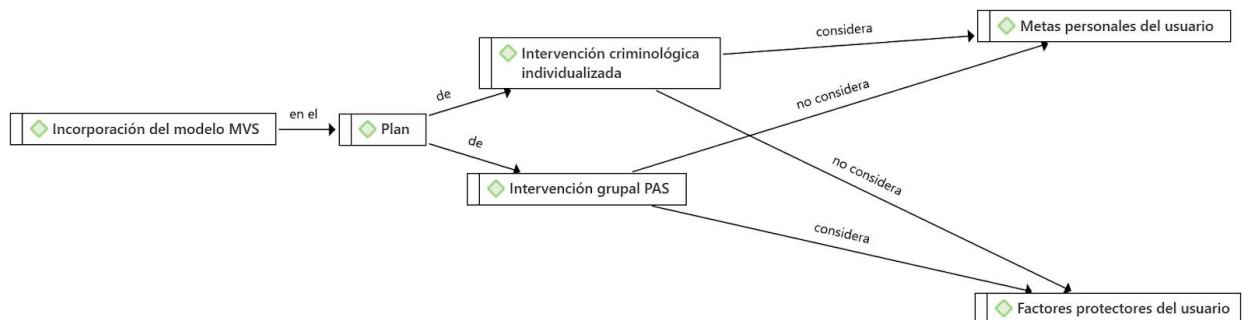 considera
Metas personales del usuario
Intervención criminológica
individualizada
no considera
de
en el
Incorporación del modelo MVS
Plan
de
no considera
Intervención grupal PAS
considera
Factores protectores del usuario